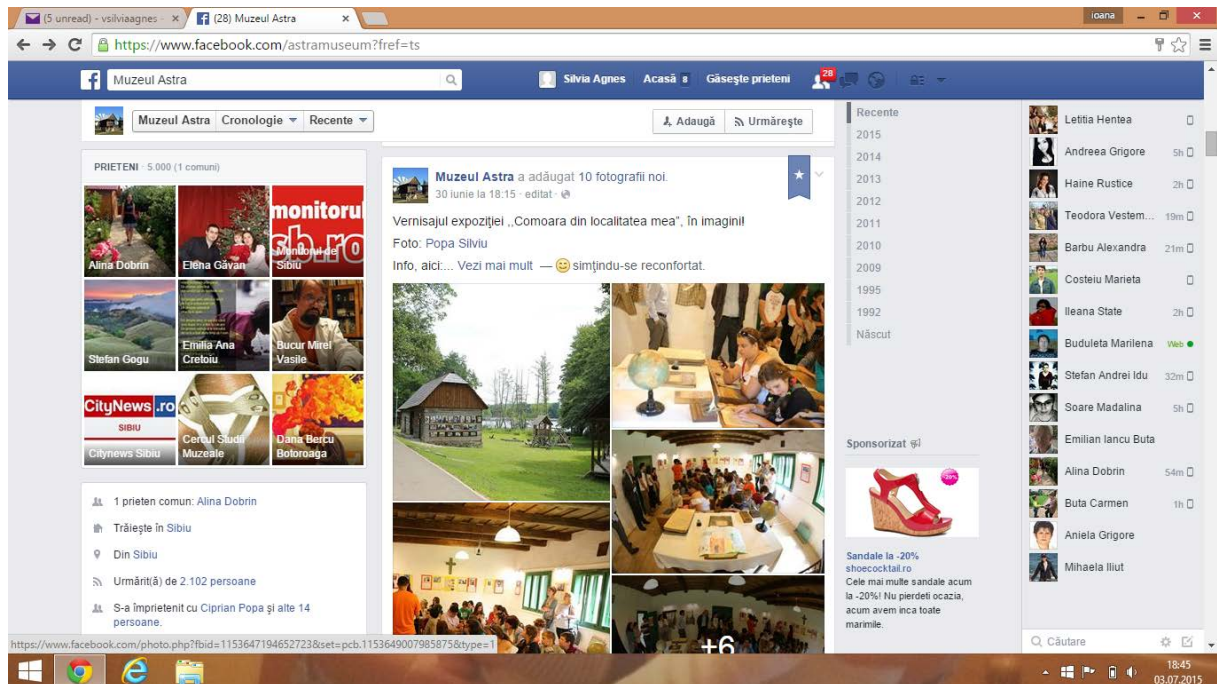 (5 unread) - vsilviaagnes
(28) Muzeul Astra
Ioana
https://www.facebook.com/astramuseum?fref=ts
Muzeul Astra
Silvia Agnes
Acasă 8
Găsește prieteni
28
Muzeul Astra
Cronologie
Recente
Adaugă
Urmărește
PRIETENI · 5.000 (1 comuni)
Alina Dobrin
Elena Găvan
monitorul
sb.ro
Monitorul de
Sibiu
Stefan Gogu
Emilia Ana
Cretoiu
Bucur Mirel
Vasile
CityNews.ro
SIBIU
Citynews Sibiu
Cercul Studii
Muzeale
Dana Bercu
Botoroaga
1 prieten comun: Alina Dobrin
Trăiește în Sibiu
Din Sibiu
Urmărit(ă) de 2.102 persoane
S-a împrietenit cu Ciprian Popa și alte 14
persoane.
Muzeul Astra a adăugat 10 fotografii noi.
30 iunie la 18:15 · editat ·
Vernisajul expoziției ,,Comoara din localitatea mea", în imagini!
Foto: Popa Silviu
Info, aici:... Vezi mai mult — simțindu-se reconfortat.
+6
Recente
2015
2014
2013
2012
2011
2010
2009
1995
1992
Născut
Sponsorizat
-20%
Sandale la -20%
shoecocktail.ro
Cele mai multe sandale acum
la -20%! Nu pierdeti ocazia,
acum avem inca toate
marimile.
Letitia Hentea
Andreea Grigore 5h
Haine Rustice 2h
Teodora Vestem... 19m
Barbu Alexandra 21m
Costeiu Marieta
Ileana State 2h
Buduleta Marilena Web
Stefan Andrei Idu 32m
Soare Madalina 5h
Emilian Iancu Buta
Alina Dobrin 54m
Buta Carmen 1h
Aniela Grigore
Mihaela Iliut
Căutare
https://www.facebook.com/photo.php?fbid=1153647194652723&set=pcb.1153649007985875&type=1
18:45
03.07.2015